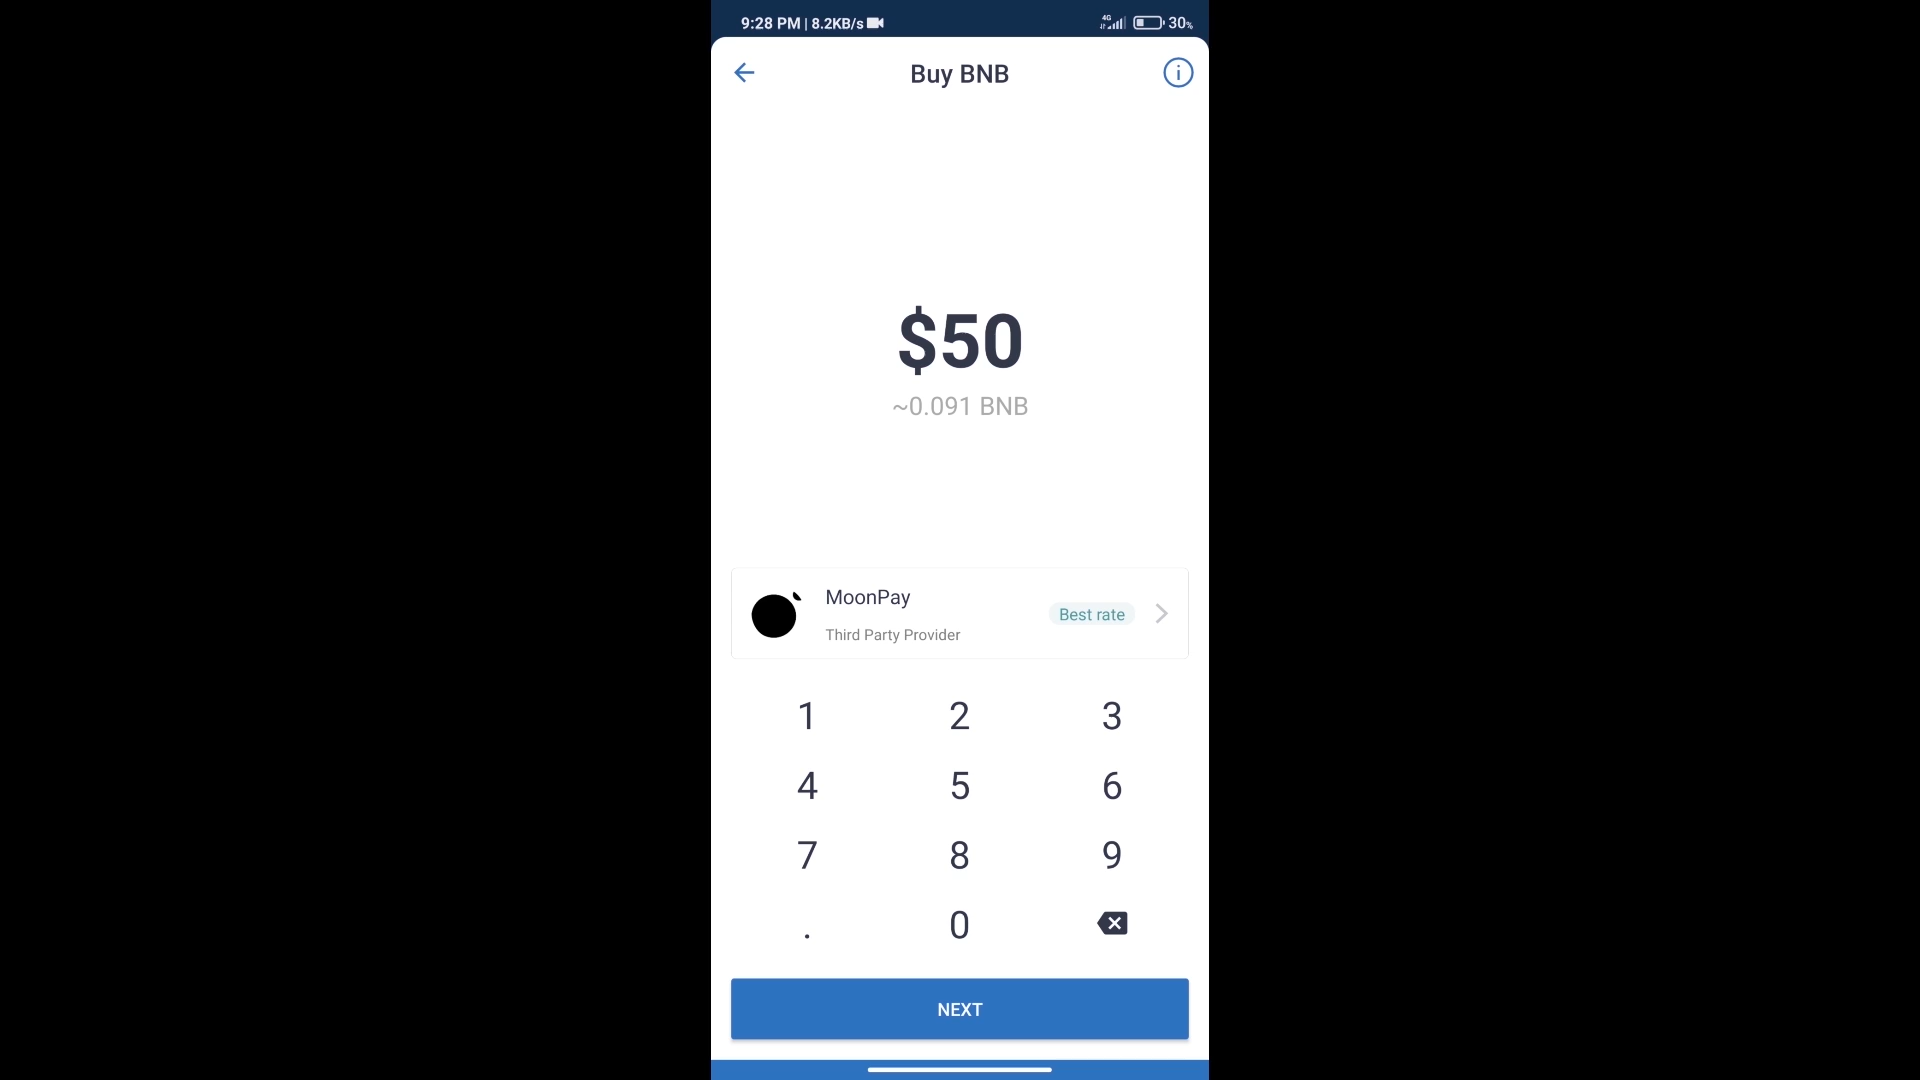 9:28 PM | 8.2KB/s 4G 30%
Buy BNB
$50
~0.091 BNB
MoonPay
Best rate
Third Party Provider
1 2 3
4 5 6
7 8 9
. 0
NEXT